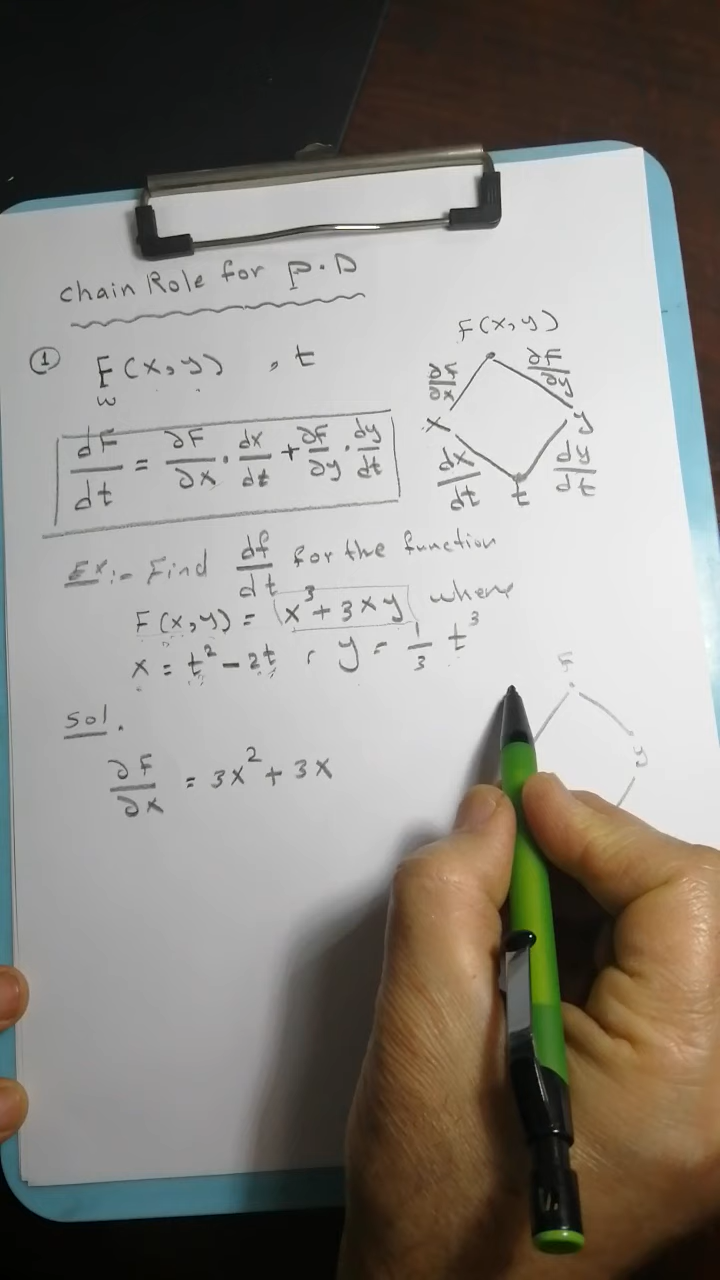 chain Role for P.D
① F(x,y) , t
w
dF/dt = ∂F/∂x · dx/dt + ∂F/∂y · dy/dt
F(x,y)
∂F/∂x ∂F/∂y
x y
dx/dt t dy/dt
Ex:- Find df/dt for the function
F(x,y) = x³ + 3xy where
x = t² - 2t , y = 1/3 t³
F
y
Sol.
∂F/∂x = 3x² + 3x